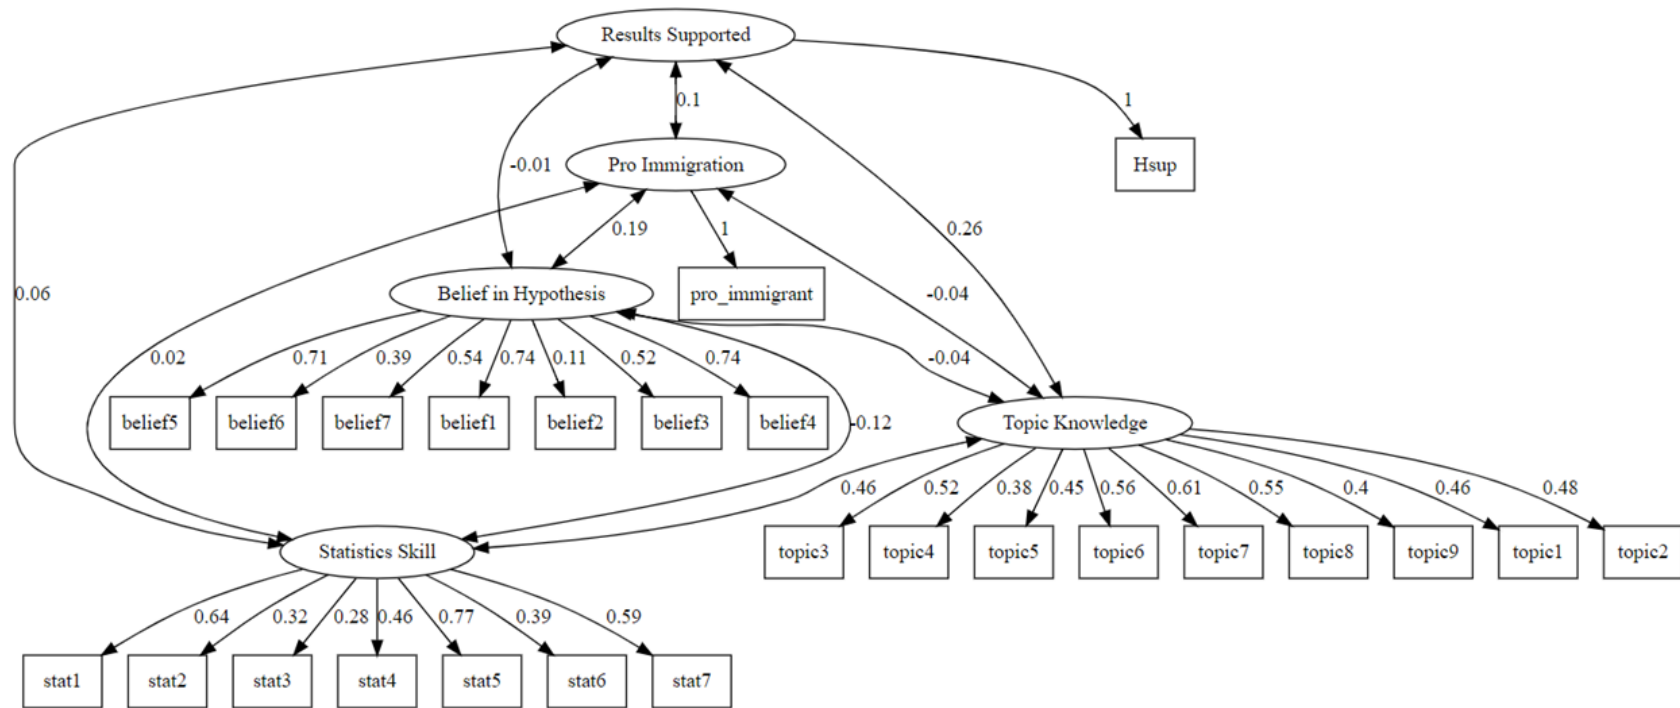 Results Supported
0.1
1
-0.01
Pro Immigration
Hsup
0.19
1
0.26
0.06
Belief in Hypothesis
pro_immigrant
-0.04
0.02
0.71
0.39
0.54
0.74
0.11
0.52
0.74
-0.04
belief5
belief6
belief7
belief1
belief2
belief3
belief4
-0.12
Topic Knowledge
0.46
0.52
0.38
0.45
0.56
0.61
0.55
0.4
0.46
0.48
Statistics Skill
topic3
topic4
topic5
topic6
topic7
topic8
topic9
topic1
topic2
0.64
0.32
0.28
0.46
0.77
0.39
0.59
stat1
stat2
stat3
stat4
stat5
stat6
stat7